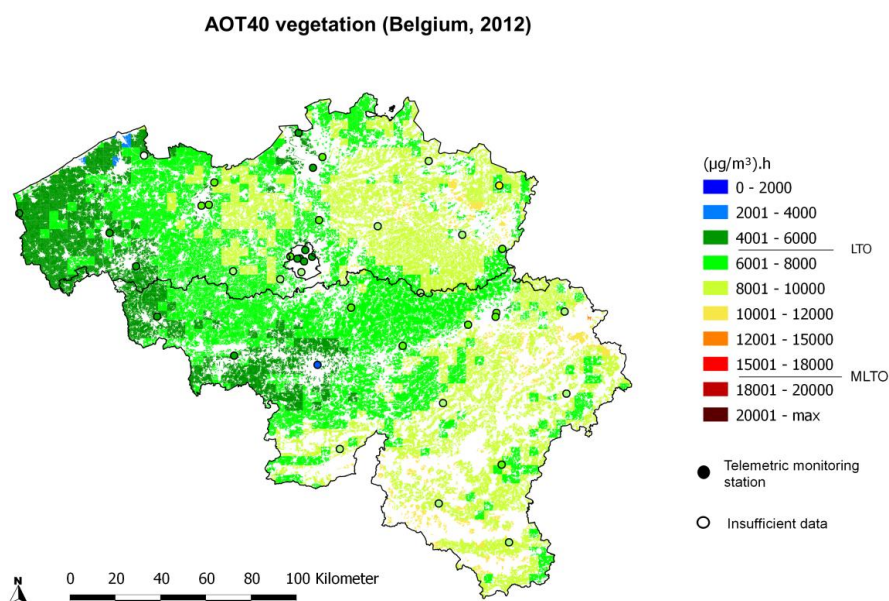 AOT40 vegetation (Belgium, 2012)
(µg/m³).h
0 - 2000
2001 - 4000
4001 - 6000
LTO
6001 - 8000
8001 - 10000
10001 - 12000
12001 - 15000
15001 - 18000
MLTO
18001 - 20000
20001 - max
Telemetric monitoring
station
Insufficient data
N
0 20 40 60 80 100 Kilometer